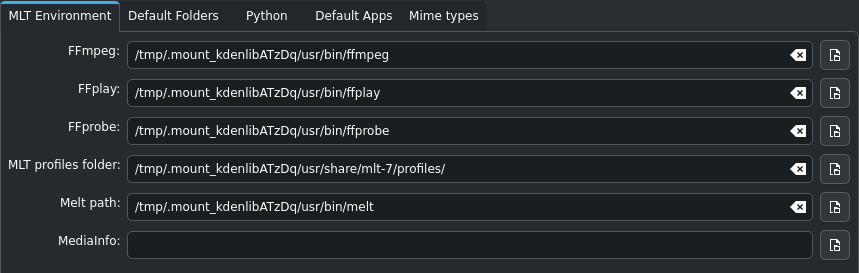 MLT Environment Default Folders Python Default Apps Mime types
FFmpeg: /tmp/.mount_kdenlibATzDq/usr/bin/ffmpeg
FFplay: /tmp/.mount_kdenlibATzDq/usr/bin/ffplay
FFprobe: /tmp/.mount_kdenlibATzDq/usr/bin/ffprobe
MLT profiles folder: /tmp/.mount_kdenlibATzDq/usr/share/mlt-7/profiles/
Melt path: /tmp/.mount_kdenlibATzDq/usr/bin/melt
MediaInfo: